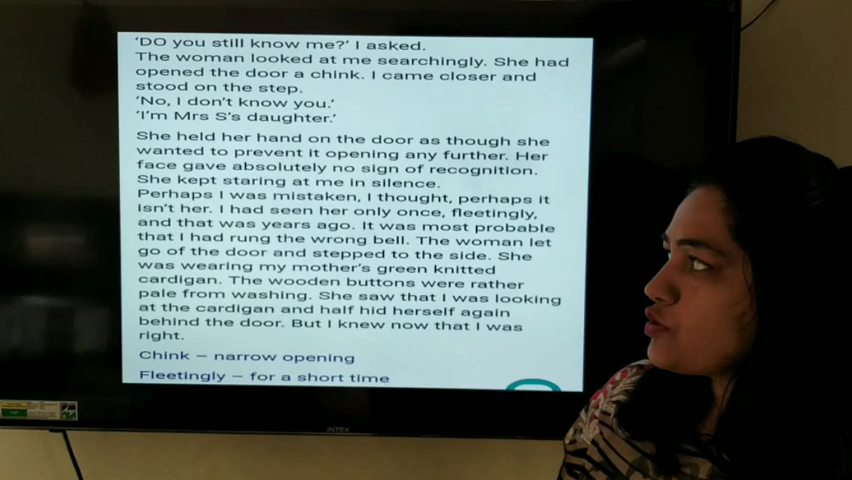 ‘DO you still know me?’ I asked.
The woman looked at me searchingly. She had
opened the door a chink. I came closer and
stood on the step.
‘No, I don’t know you.’
‘I’m Mrs S’s daughter.’
She held her hand on the door as though she
wanted to prevent it opening any further. Her
face gave absolutely no sign of recognition.
She kept staring at me in silence.
Perhaps I was mistaken, I thought, perhaps it
isn’t her. I had seen her only once, fleetingly,
and that was years ago. It was most probable
that I had rung the wrong bell. The woman let
go of the door and stepped to the side. She
was wearing my mother’s green knitted
cardigan. The wooden buttons were rather
pale from washing. She saw that I was looking
at the cardigan and half hid herself again
behind the door. But I knew now that I was
right.
Chink – narrow opening
Fleetingly – for a short time
INTEX